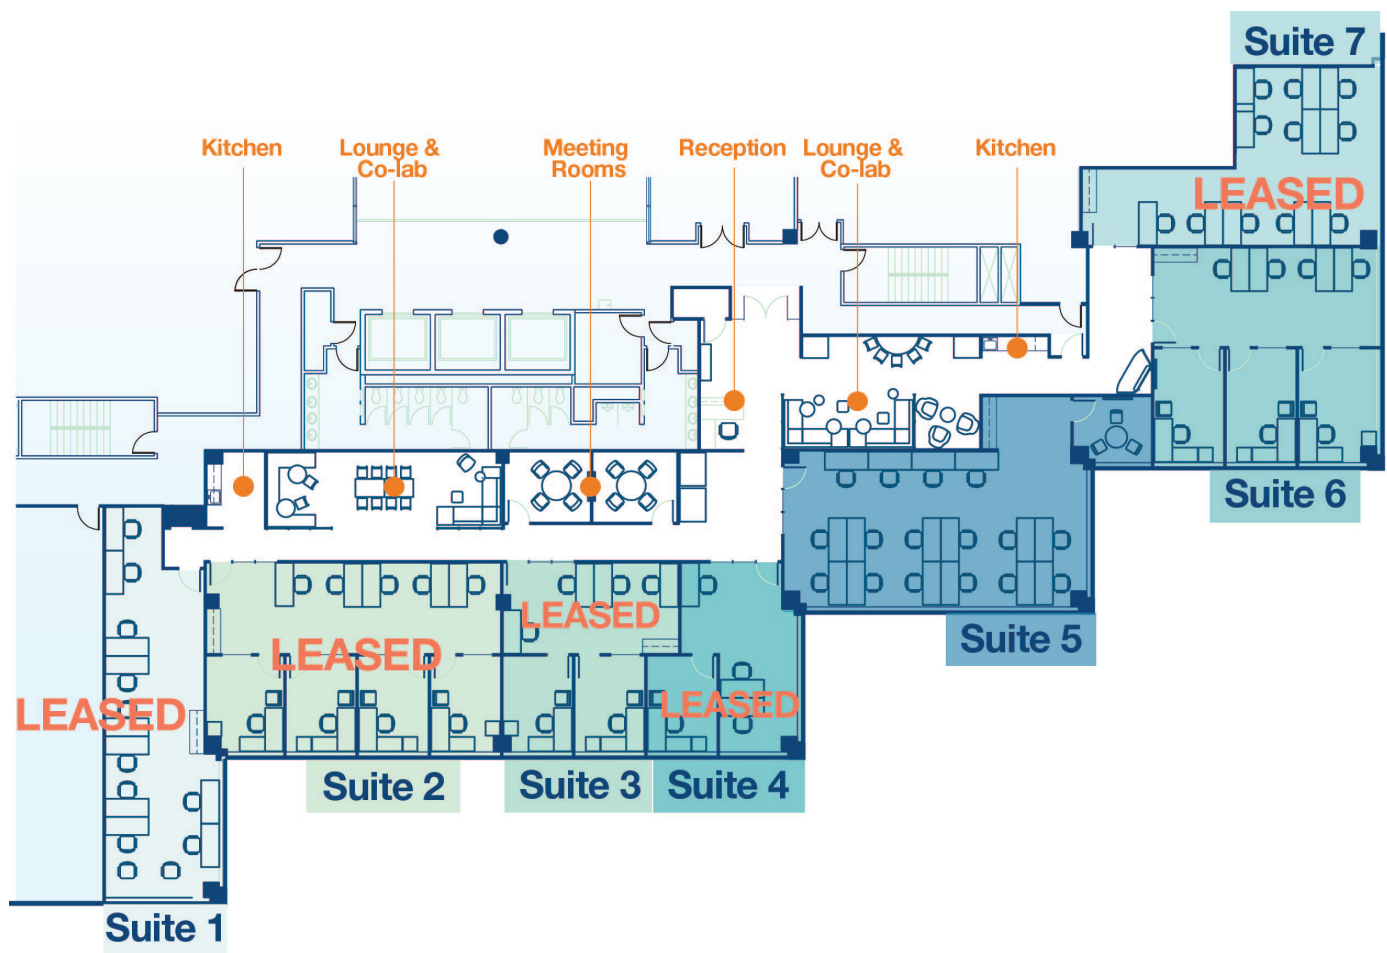 Suite 7
Kitchen
Lounge &
Co-lab
Meeting
Rooms
Reception
Lounge &
Co-lab
Kitchen
LEASED
Suite 6
LEASED
Suite 5
LEASED
LEASED
LEASED
Suite 2
Suite 3
Suite 4
Suite 1